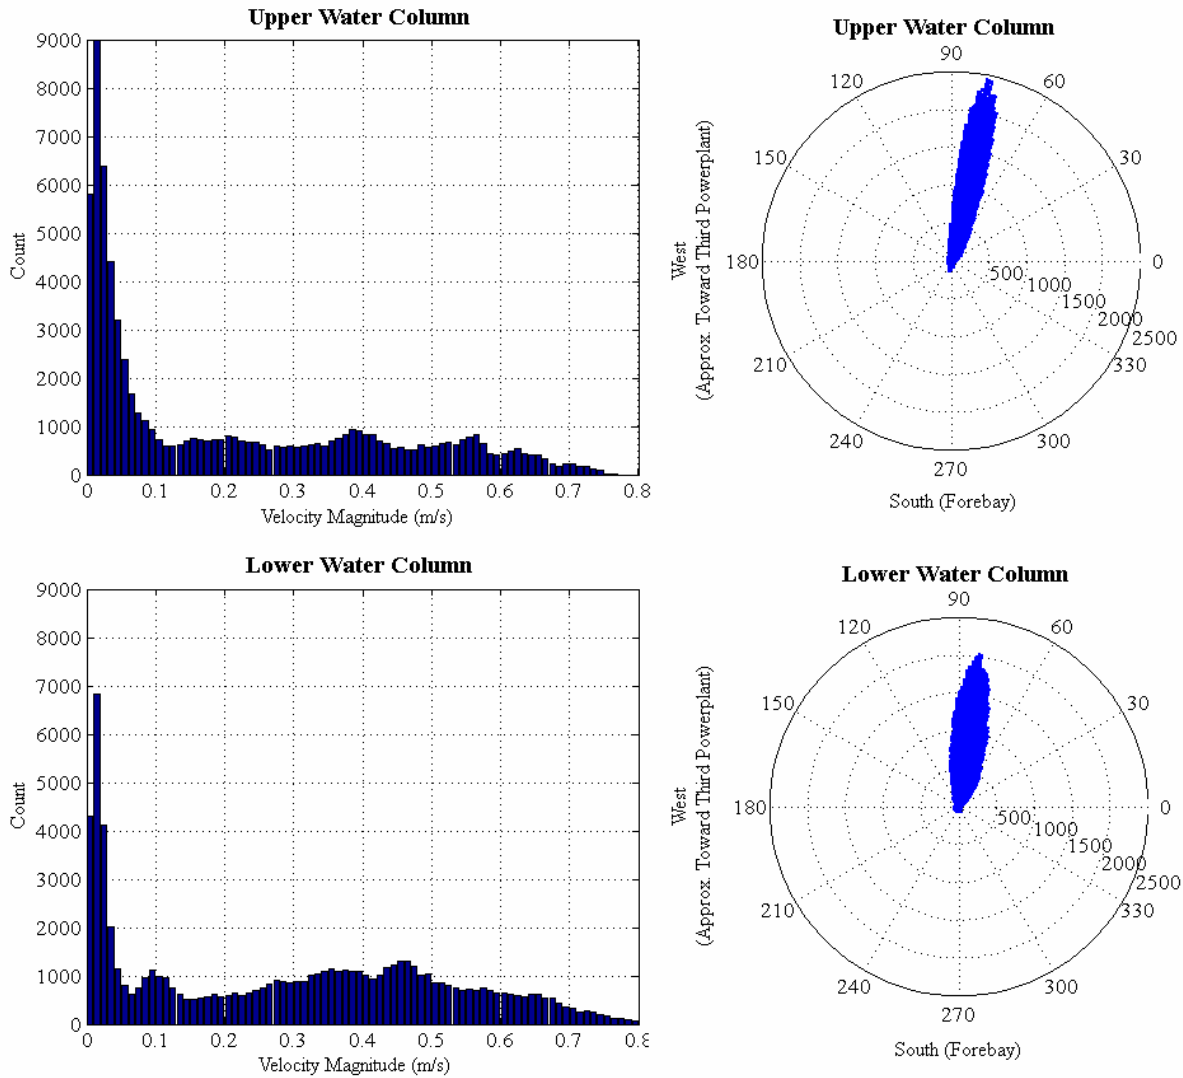 Upper Water Column
9000
8000
7000
6000
5000
4000
3000
2000
1000
0
Count
0 0.1 0.2 0.3 0.4 0.5 0.6 0.7 0.8
Velocity Magnitude (m/s)
Upper Water Column
90
120 60
150 30
180 0
210 330
240 300
270
500
1000
1500
2000
2500
West
(Approx. Toward Third Powerplant)
South (Forebay)
Lower Water Column
9000
8000
7000
6000
5000
4000
3000
2000
1000
0
Count
0 0.1 0.2 0.3 0.4 0.5 0.6 0.7 0.8
Velocity Magnitude (m/s)
Lower Water Column
90
120 60
150 30
180 0
210 330
240 300
270
500
1000
1500
2000
2500
West
(Approx. Toward Third Powerplant)
South (Forebay)